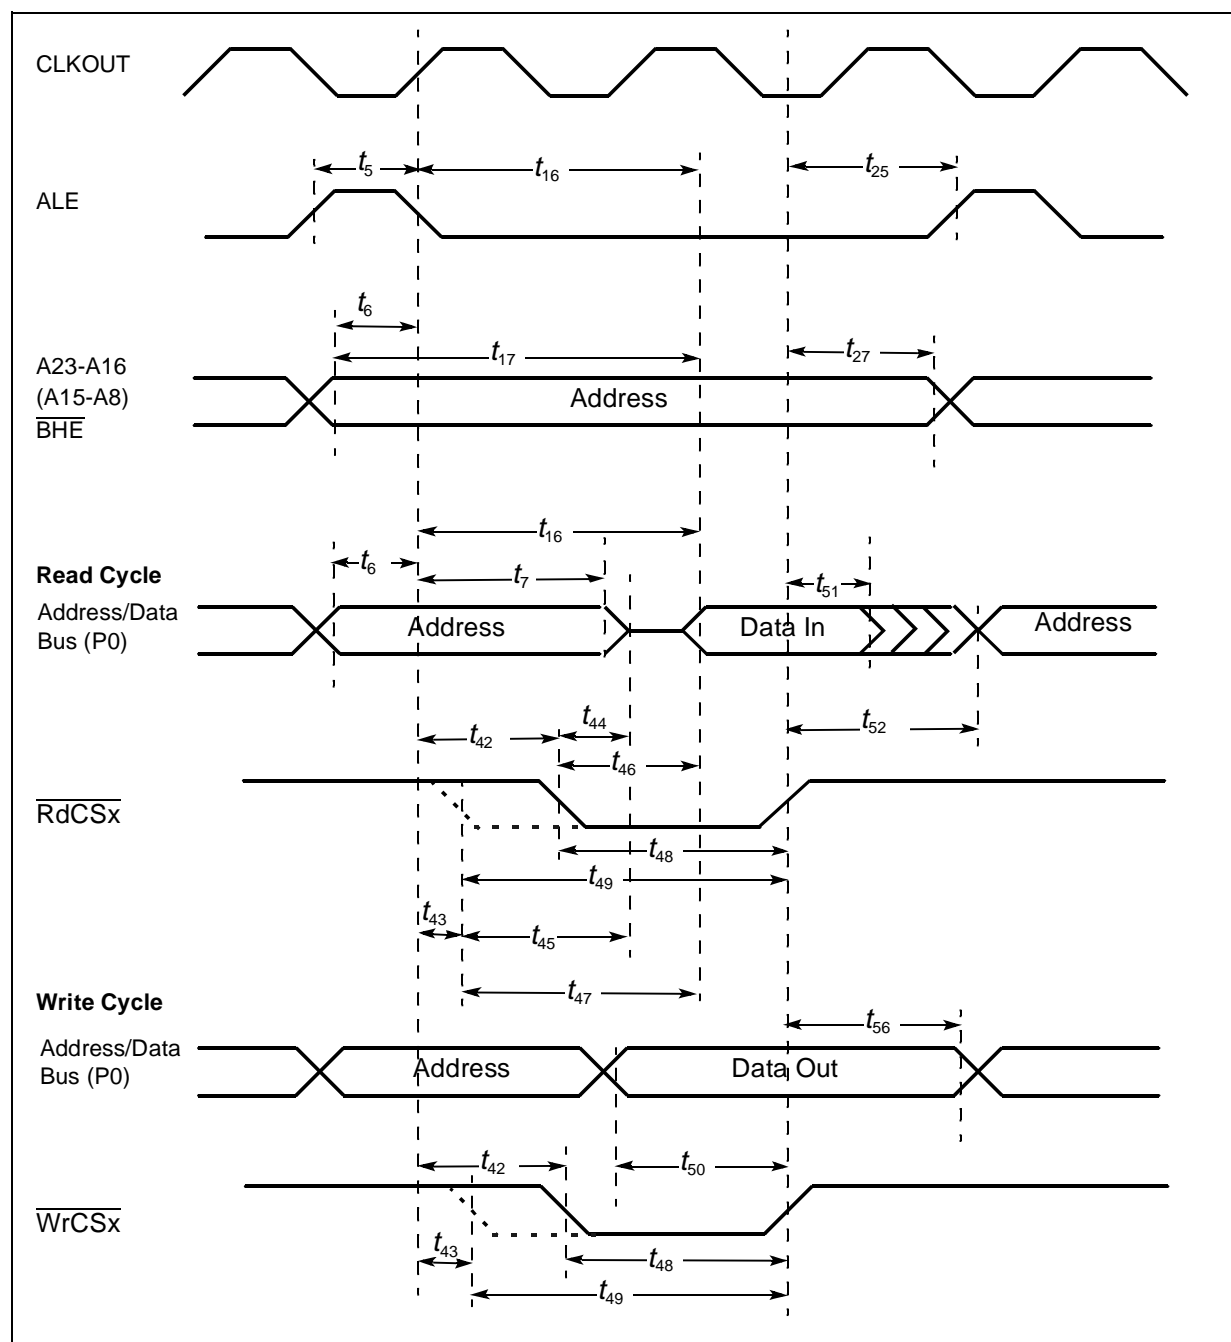 CLKOUT
t5 t16 t25
ALE
t6
t17 t27
A23-A16
(A15-A8) Address
BHE
t16
t6 t7 t51
Read Cycle
Address/Data
Bus (P0) Address Data In Address
t44
t42 t52
t46
RdCSx
t48
t49
t43
t45
t47
Write Cycle
t56
Address/Data
Bus (P0) Address Data Out
t42 t50
WrCSx
t43 t48
t49